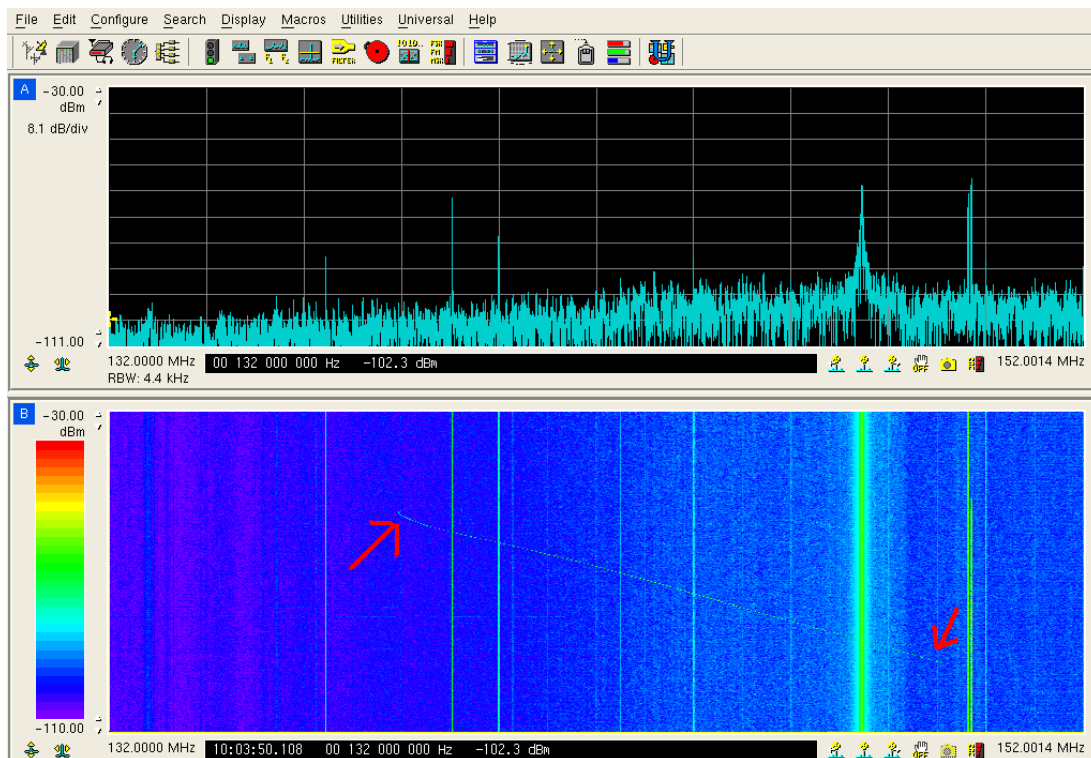 File Edit Configure Search Display Macros Utilities Universal Help
FILTER
A -30.00
dBm
8.1 dB/div
-111.00
132.0000 MHz 00 132 000 000 Hz -102.3 dBm OFF 152.0014 MHz
RBW: 4.4 kHz
B -30.00
dBm
-110.00
132.0000 MHz 10:03:50.108 00 132 000 000 Hz -102.3 dBm OFF 152.0014 MHz